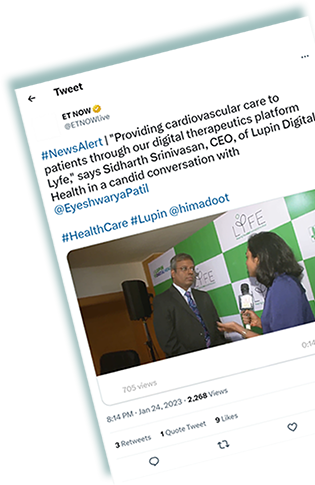 Tweet
ET NOW
@ETNOWlive
#NewsAlert | "Providing cardiovascular care to
patients through our digital therapeutics platform
Lyfe," says Sidharth Srinivasan, CEO, of Lupin Digital
Health in a candid conversation with
@EyeshwaryaPatil
#HealthCare #Lupin @himadoot
LYFE
705 views
0:14
8:14 PM · Jan 24, 2023 · 2,268 Views
3 Retweets 1 Quote Tweet 9 Likes